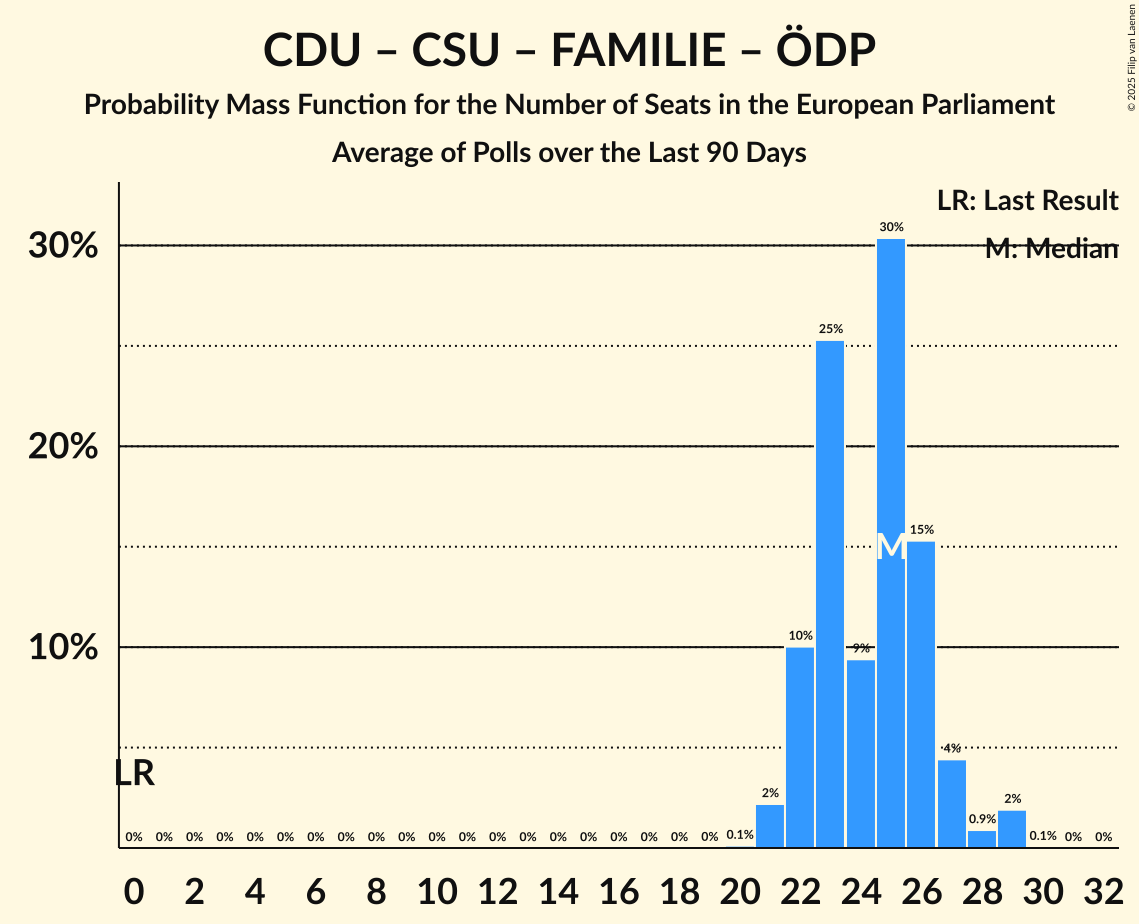 CDU – CSU – FAMILIE – ÖDP
Probability Mass Function for the Number of Seats in the European Parliament
Average of Polls over the Last 90 Days
© 2025 Filip van Laenen
LR: Last Result
M: Median
30%
20%
10%
30%
25%
M
15%
10%
9%
4%
LR
2%
2%
0.9%
0% 0% 0% 0% 0% 0% 0% 0% 0% 0% 0% 0% 0% 0% 0% 0% 0% 0% 0% 0% 0.1% 0.1% 0% 0%
0 2 4 6 8 10 12 14 16 18 20 22 24 26 28 30 32